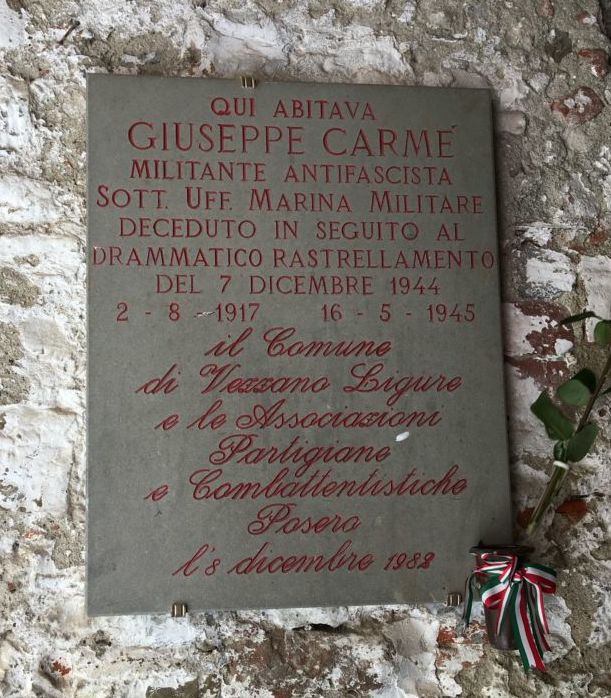 QUI ABITAVA
GIUSEPPE CARME'
MILITANTE ANTIFASCISTA
SOTT. UFF. MARINA MILITARE
DECEDUTO IN SEGUITO AL
DRAMMATICO RASTRELLAMENTO
DEL 7 DICEMBRE 1944
2 - 8 - 1917 16 - 5 - 1945
il Comune
di Vezzano Ligure
e le Associazioni
Partigiane
e Combattentistiche
Posero
l'8 dicembre 1982